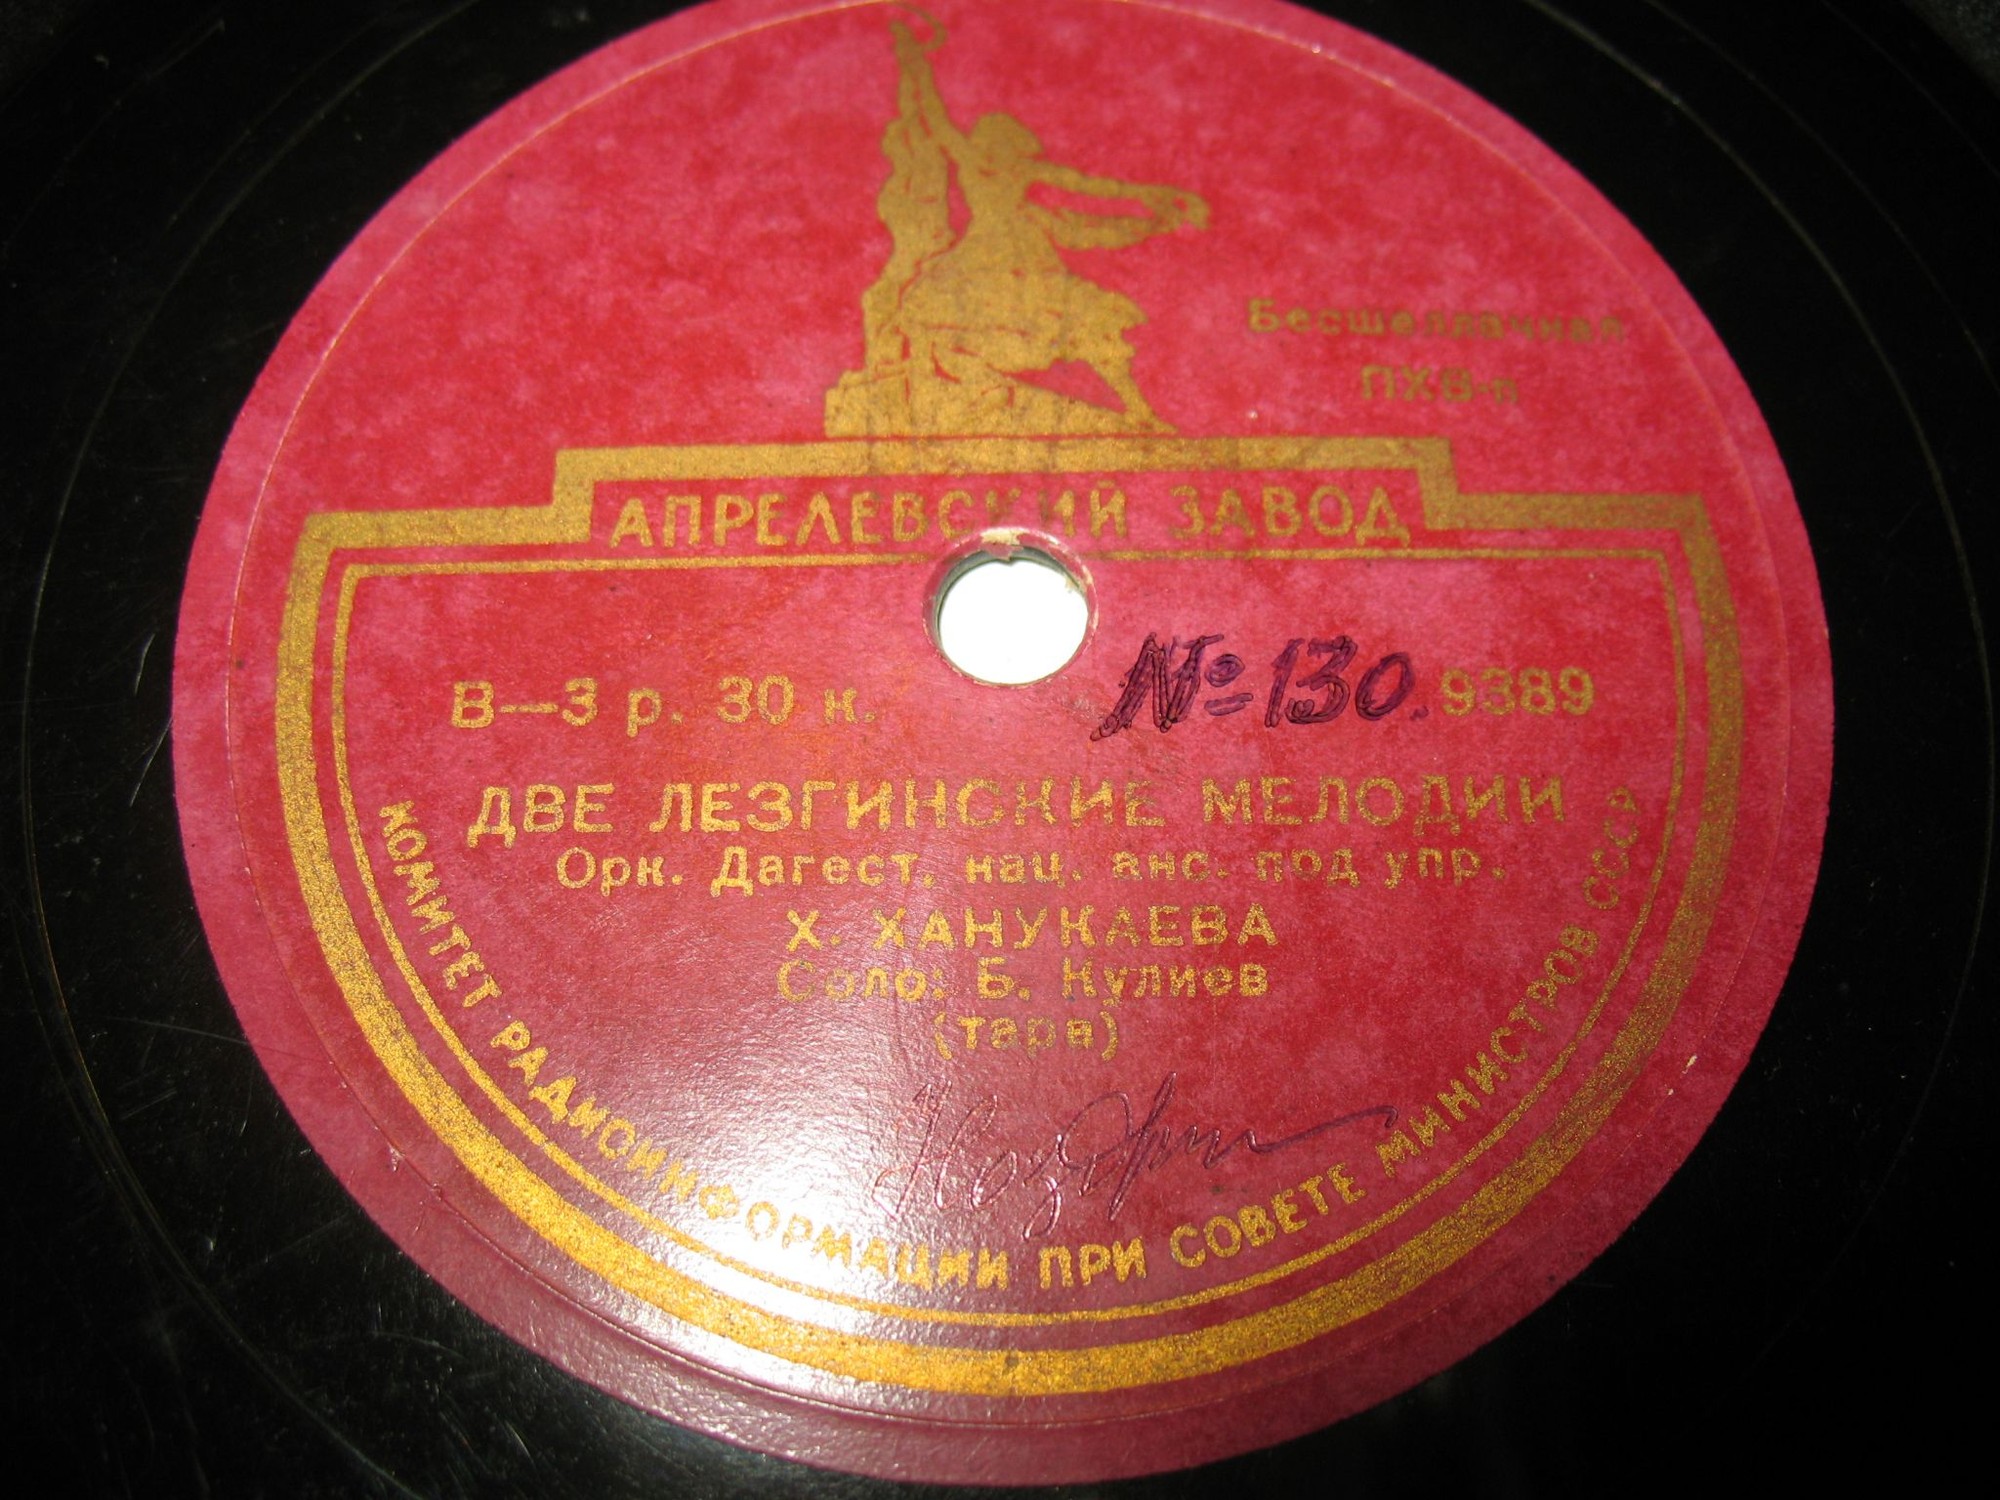 Бесшеллачная
ПХВ-п
АПРЕЛЕВСКИЙ ЗАВОД
В—3 р. 30 к.
№ 130.
9389
ДВЕ ЛЕЗГИНСКИЕ МЕЛОДИИ
Орк. Дагест. нац. анс. под упр.
Х. ХАНУКАЕВА
Соло: Б. Кулиев
(тара)
КОМИТЕТ РАДИОИНФОРМАЦИИ ПРИ СОВЕТЕ МИНИСТРОВ СССР